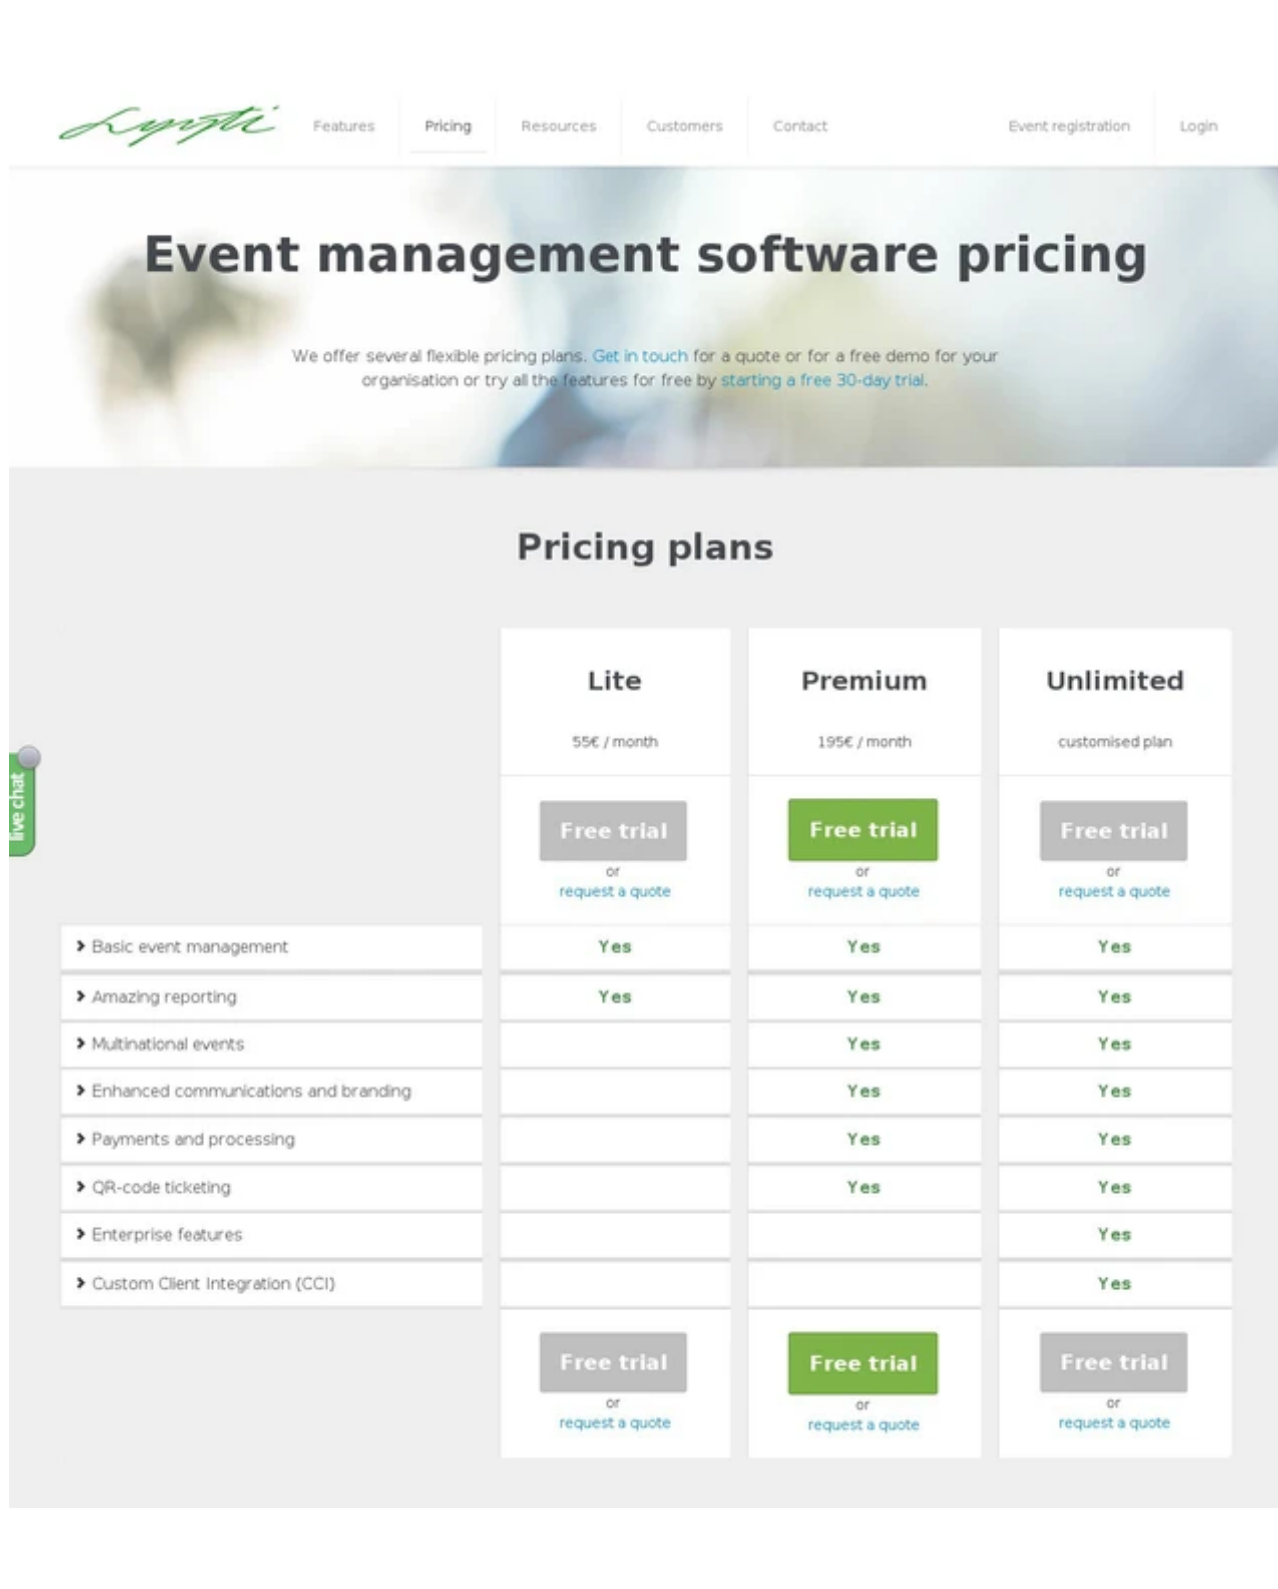 Lyyti
Features Pricing Resources Customers Contact Event registration Login
Event management software pricing
We offer several flexible pricing plans. Get in touch for a quote or for a free demo for your
organisation or try all the features for free by starting a free 30-day trial.
Pricing plans
Lite Premium Unlimited
55€ / month 195€ / month customised plan
live chat
Free trial Free trial Free trial
or or or
request a quote request a quote request a quote
Basic event management Yes Yes Yes
Amazing reporting Yes Yes Yes
Multinational events Yes Yes
Enhanced communications and branding Yes Yes
Payments and processing Yes Yes
QR-code ticketing Yes Yes
Enterprise features Yes
Custom Client Integration (CCI) Yes
Free trial Free trial Free trial
or or or
request a quote request a quote request a quote